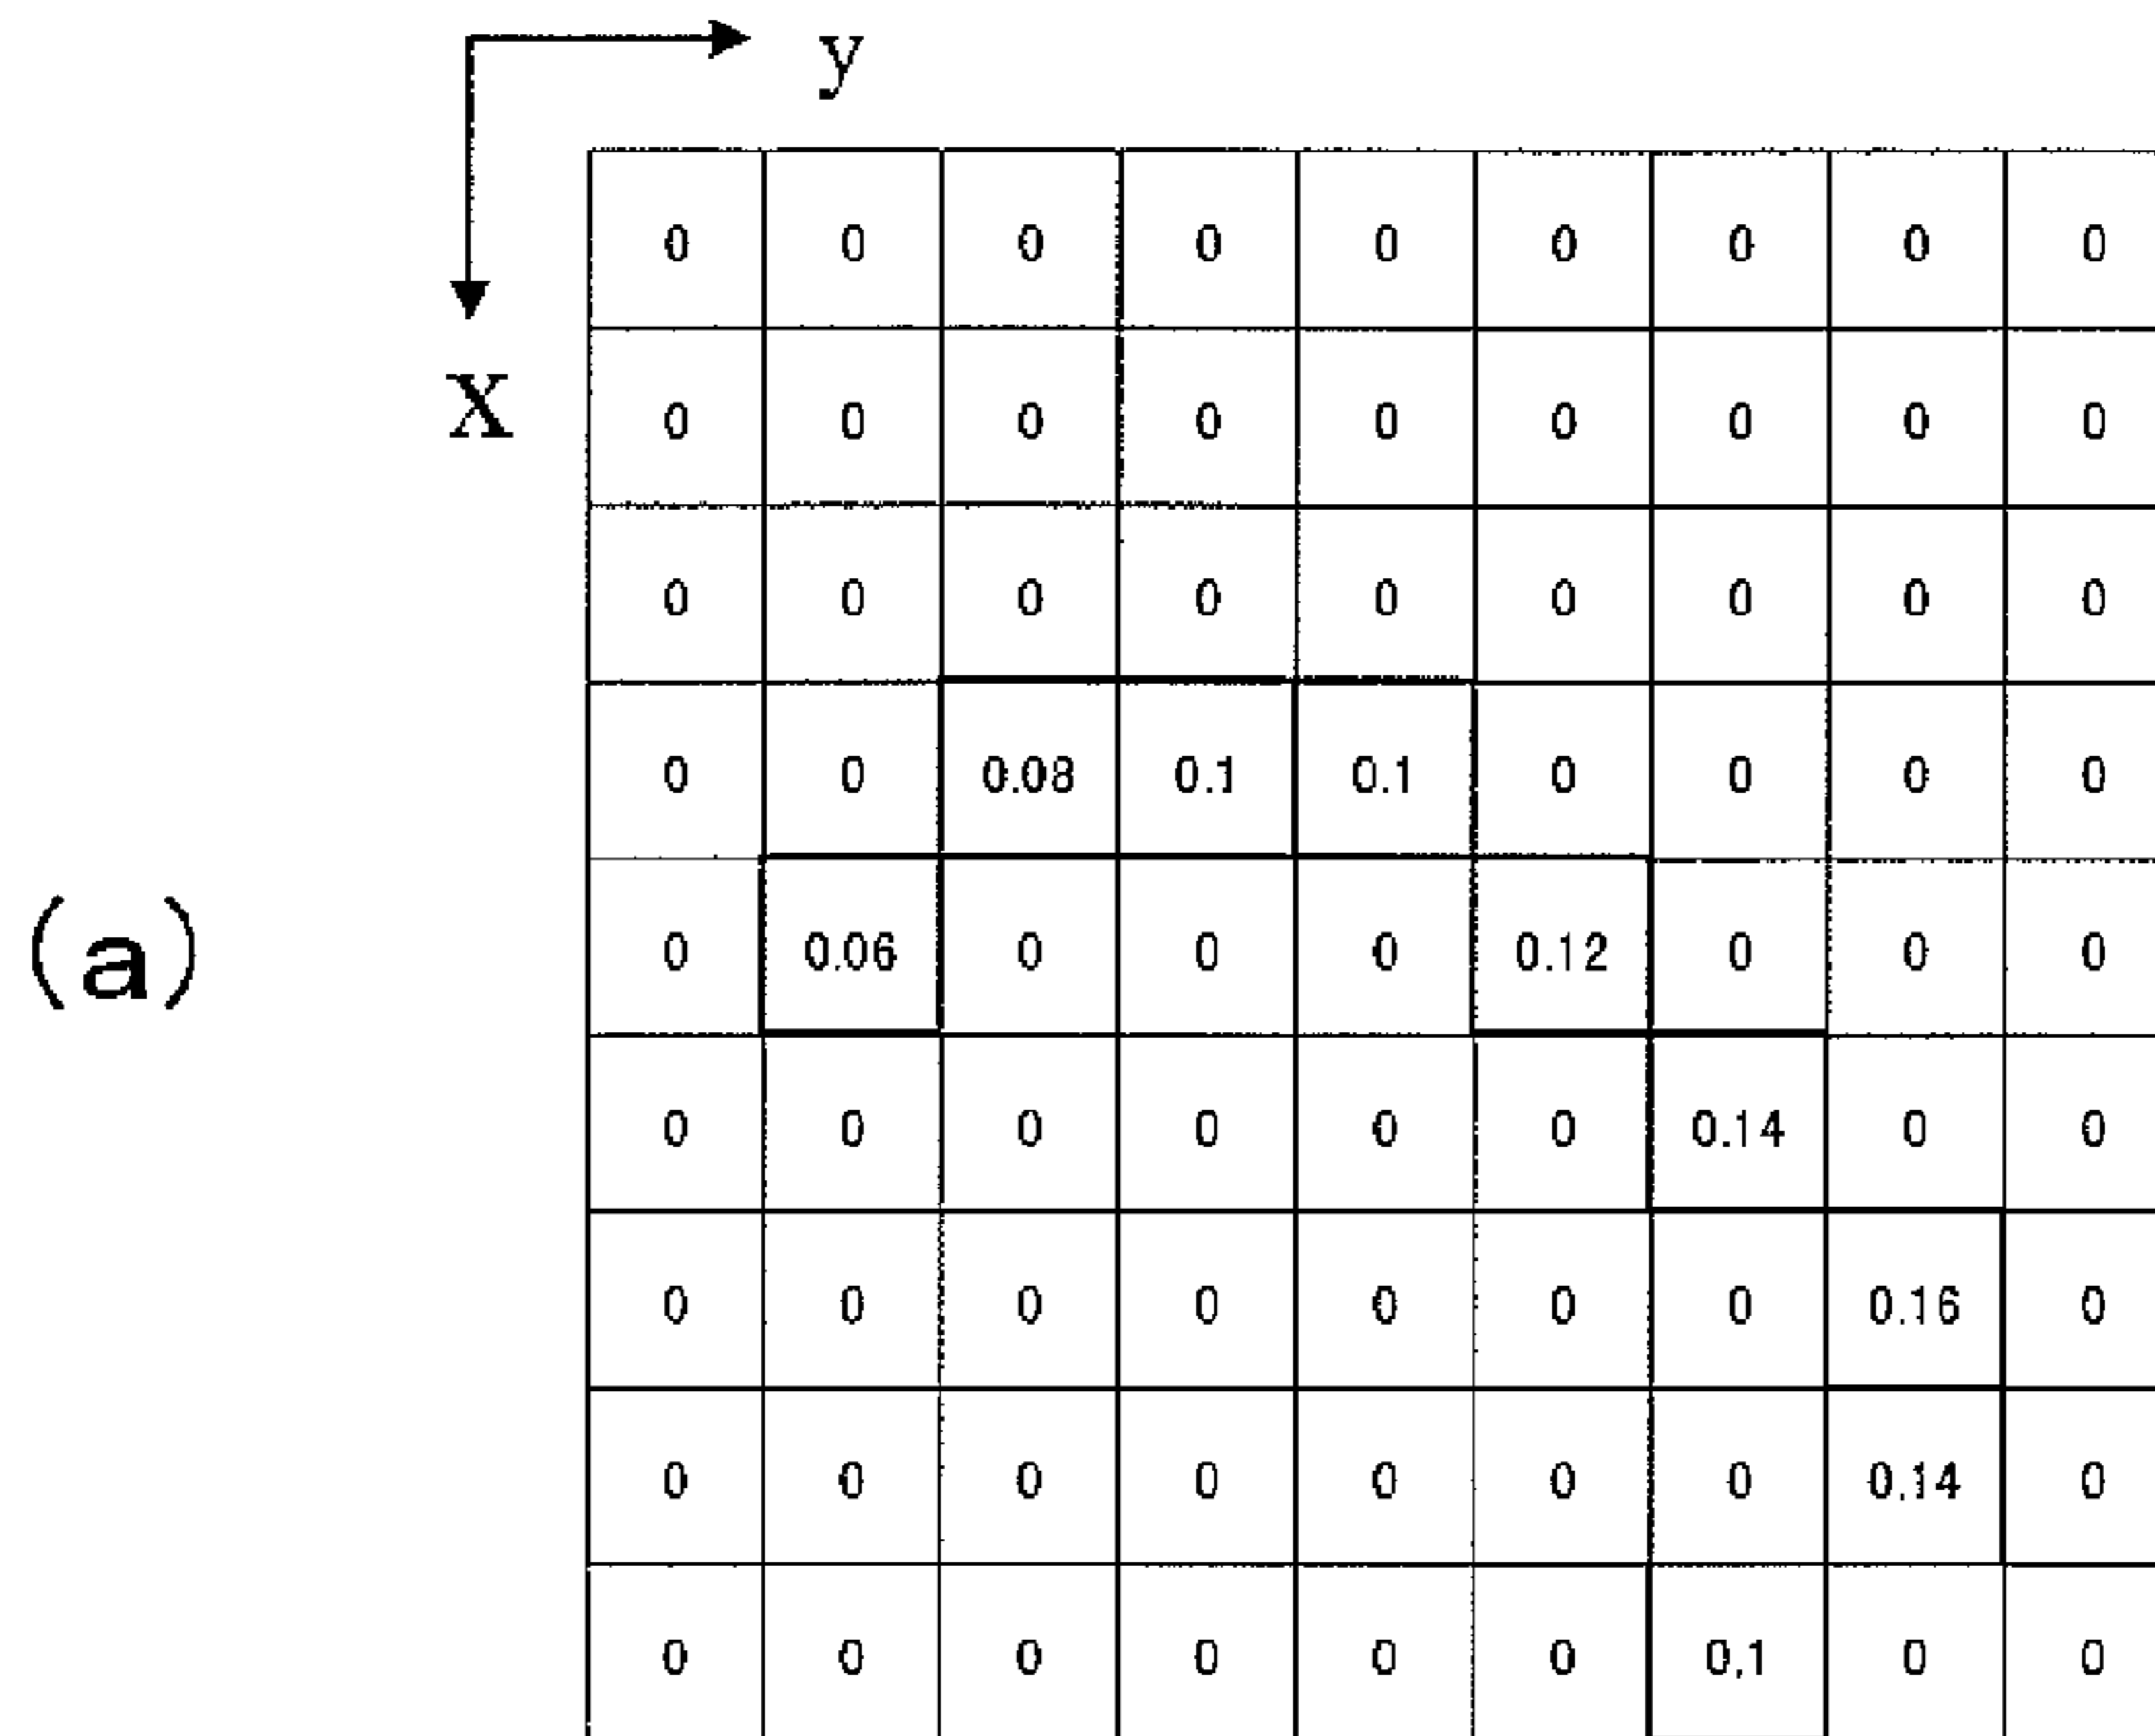 y
x
0 0 0 0 0 0 0 0 0
0 0 0 0 0 0 0 0 0
0 0 0 0 0 0 0 0 0
0 0 0.08 0.1 0.1 0 0 0 0
(a)
0 0.06 0 0 0 0.12 0 0 0
0 0 0 0 0 0 0.14 0 0
0 0 0 0 0 0 0 0.16 0
0 0 0 0 0 0 0 0.14 0
0 0 0 0 0 0 0.1 0 0